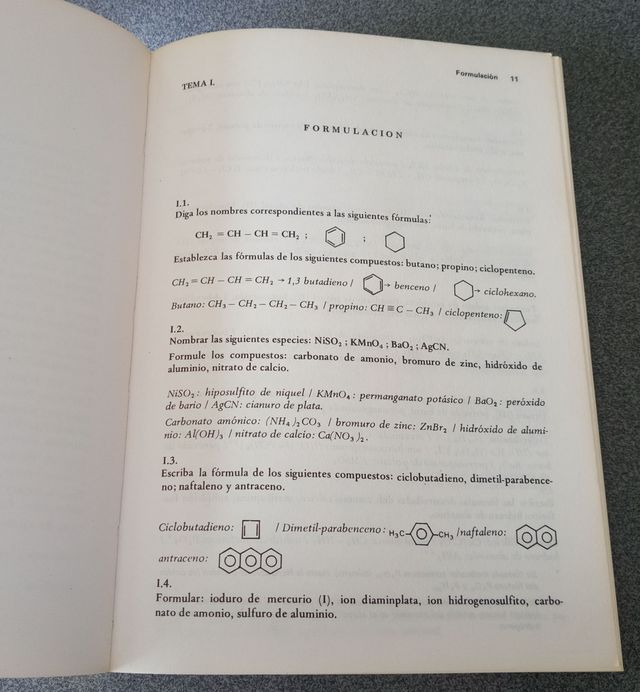 Formulación 11
TEMA I.
FORMULACION
I.1.
Diga los nombres correspondientes a las siguientes fórmulas:
CH₂ = CH – CH = CH₂ ; ;
Establezca las fórmulas de los siguientes compuestos: butano; propino; ciclopenteno.
CH₂ = CH – CH = CH₂ → 1,3 butadieno / → benceno / → ciclohexano.
Butano: CH₃ – CH₂ – CH₂ – CH₃ / propino: CH ≡ C – CH₃ / ciclopenteno:
I.2.
Nombrar las siguientes especies: NiSO₂ ; KMnO₄ ; BaO₂ ; AgCN.
Formule los compuestos: carbonato de amonio, bromuro de zinc, hidróxido de
aluminio, nitrato de calcio.
NiSO₂ : hiposulfito de niquel / KMnO₄ : permanganato potásico / BaO₂ : peróxido
de bario / AgCN: cianuro de plata.
Carbonato amónico: (NH₄)₂CO₃ / bromuro de zinc: ZnBr₂ / hidróxido de alumi-
nio: Al(OH)₃ / nitrato de calcio: Ca(NO₃)₂.
I.3.
Escriba la fórmula de los siguientes compuestos: ciclobutadieno, dimetil-parabence-
no; naftaleno y antraceno.
Ciclobutadieno: / Dimetil-parabenceno: H₃C CH₃ /naftaleno:
antraceno:
I.4.
Formular: ioduro de mercurio (I), ion diaminplata, ion hidrogenosulfito, carbo-
nato de amonio, sulfuro de aluminio.